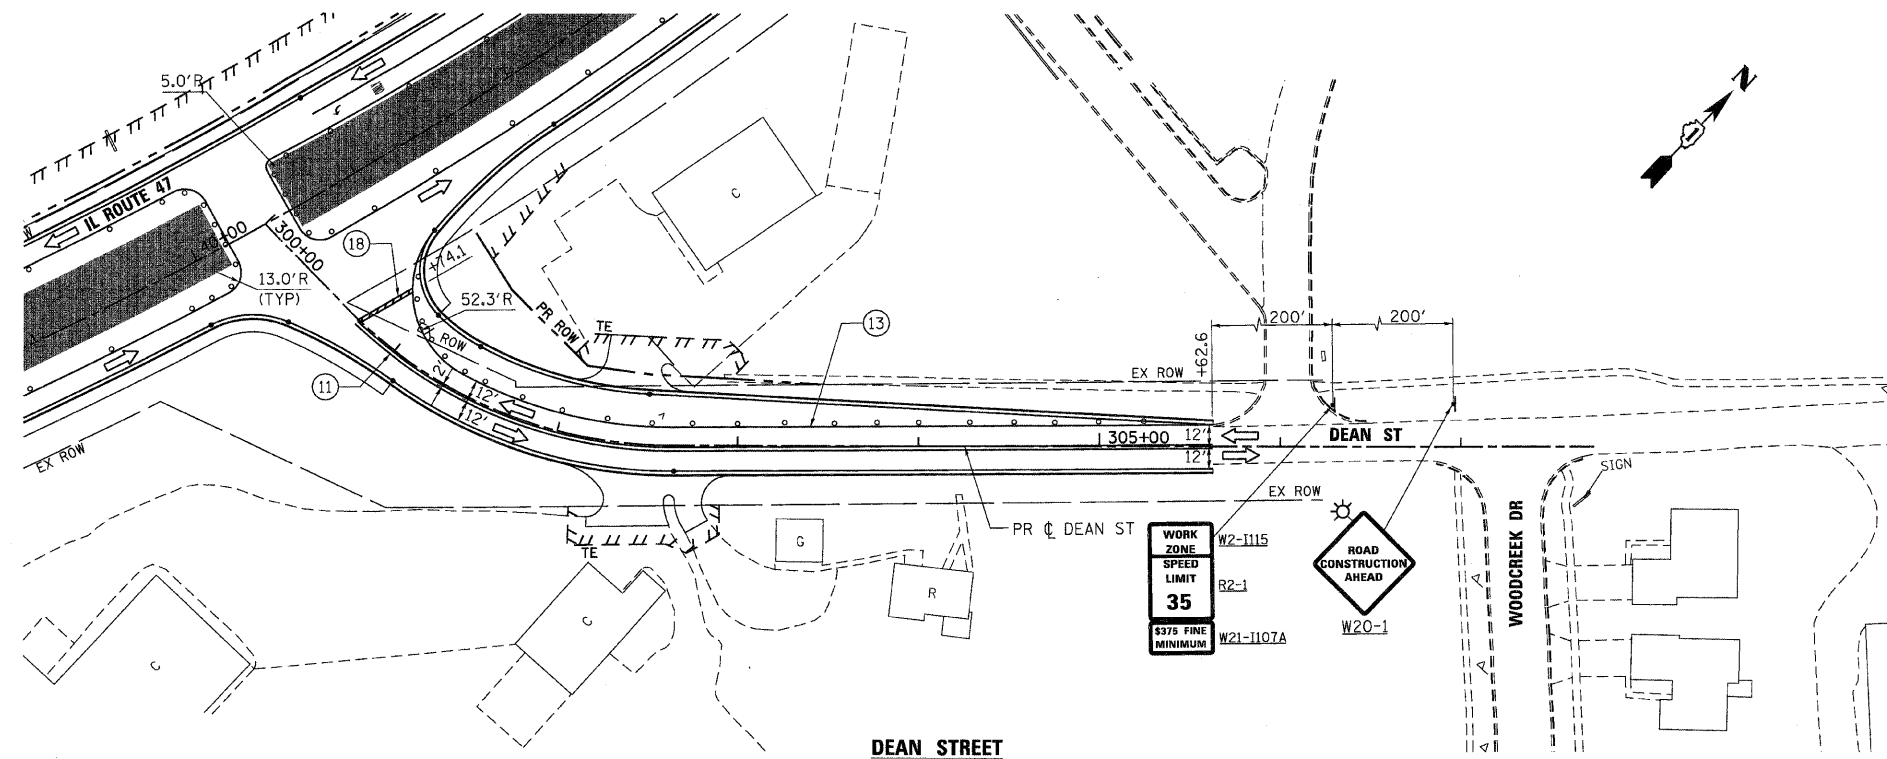 5.0'R
N
IL ROUTE 47
40+00
300+00
18
+74.1
13.0'R
(TYP)
52.3'R
PR ROW
TE
13
200'
200'
+62.6
ROW
EX ROW
11
2'
12'
12'
305+00
12'
12'
DEAN ST
EX ROW
EX ROW
SIGN
PR ℄ DEAN ST
TE
G
C
C
C
R
WORK
ZONE
SPEED
LIMIT
35
$375 FINE
MINIMUM
W2-I115
R2-1
W21-I107A
ROAD
CONSTRUCTION
AHEAD
W20-1
WOODCREEK DR
DEAN STREET